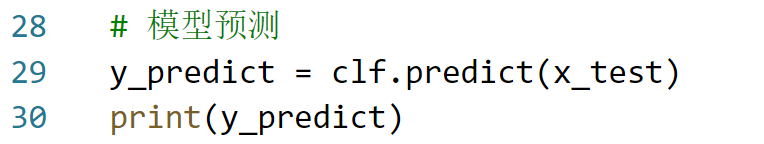 28 # 模型预测
29 y_predict = clf.predict(x_test)
30 print(y_predict)